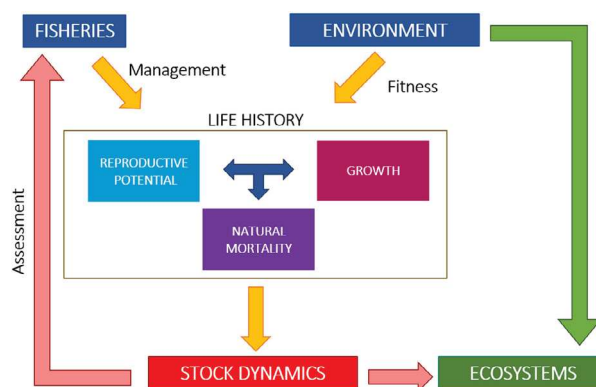 FISHERIES
ENVIRONMENT
Management
Fitness
LIFE HISTORY
REPRODUCTIVE
POTENTIAL
GROWTH
NATURAL
MORTALITY
Assessment
STOCK DYNAMICS
ECOSYSTEMS